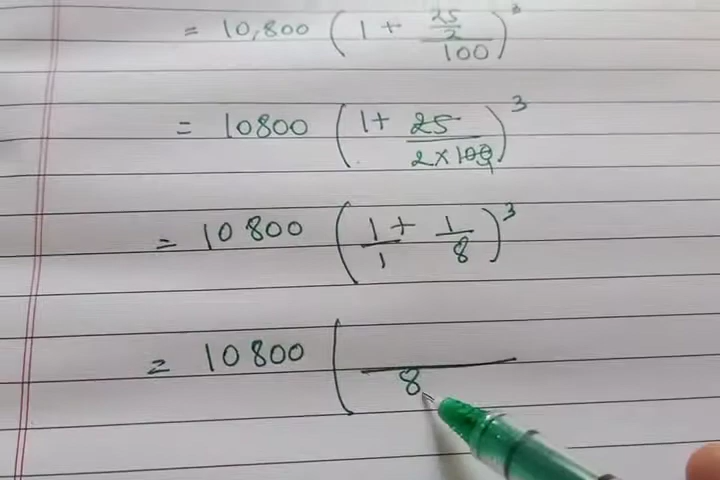 = 10,800 (1 + 25/2/100)³
= 10800 (1+ 25/2×100)³
= 10800 (1/1 + 1/8)³
= 10800 ( /8